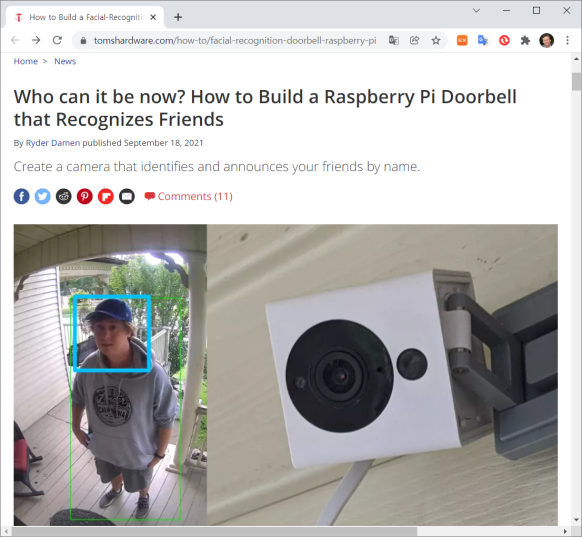 How to Build a Facial-Recogniti
tomshardware.com/how-to/facial-recognition-doorbell-raspberry-pi
Home > News
Who can it be now? How to Build a Raspberry Pi Doorbell
that Recognizes Friends
By Ryder Damen published September 18, 2021
Create a camera that identifies and announces your friends by name.
Comments (11)